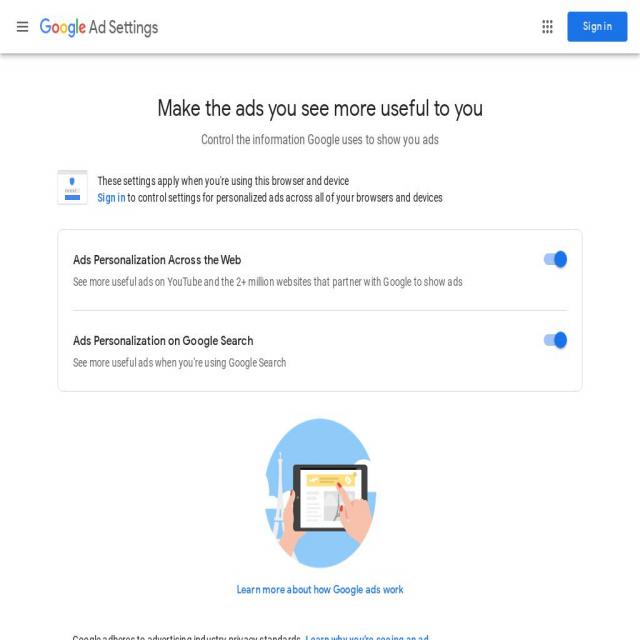 Google Ad Settings
Sign in
Make the ads you see more useful to you
Control the information Google uses to show you ads
These settings apply when you're using this browser and device
Sign in to control settings for personalized ads across all of your browsers and devices
Ads Personalization Across the Web
See more useful ads on YouTube and the 2+ million websites that partner with Google to show ads
Ads Personalization on Google Search
See more useful ads when you're using Google Search
Learn more about how Google ads work
Google adheres to advertising industry privacy standards. Learn why you're seeing an ad